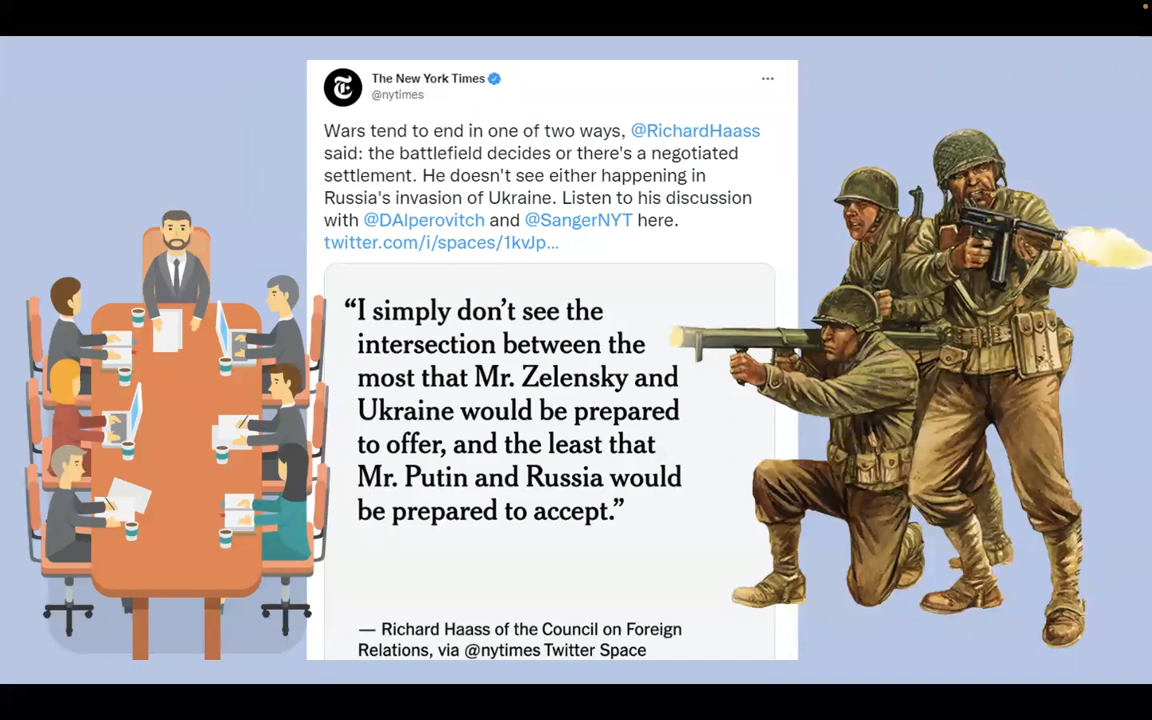 The New York Times
@nytimes
Wars tend to end in one of two ways, @RichardHaass
said: the battlefield decides or there's a negotiated
settlement. He doesn't see either happening in
Russia's invasion of Ukraine. Listen to his discussion
with @DAlperovitch and @SangerNYT here.
twitter.com/i/spaces/1kvJp...
“I simply don’t see the
intersection between the
most that Mr. Zelensky and
Ukraine would be prepared
to offer, and the least that
Mr. Putin and Russia would
be prepared to accept.”
— Richard Haass of the Council on Foreign
Relations, via @nytimes Twitter Space